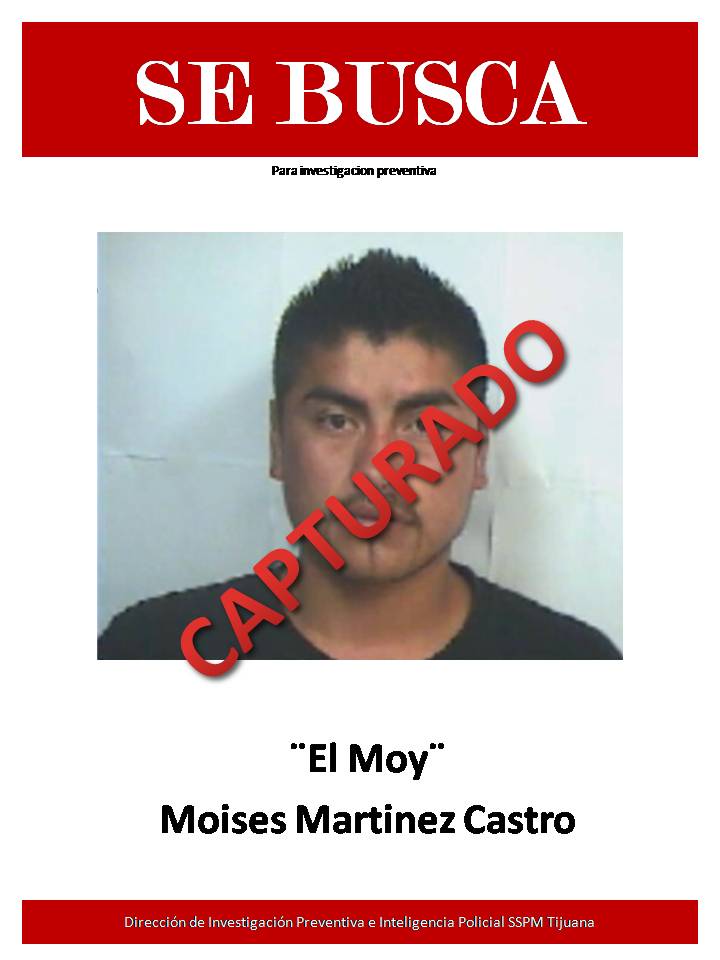 SE BUSCA
Para investigacion preventiva
CAPTURADO
¨El Moy¨
Moises Martinez Castro
Dirección de Investigación Preventiva e Inteligencia Policial SSPM Tijuana